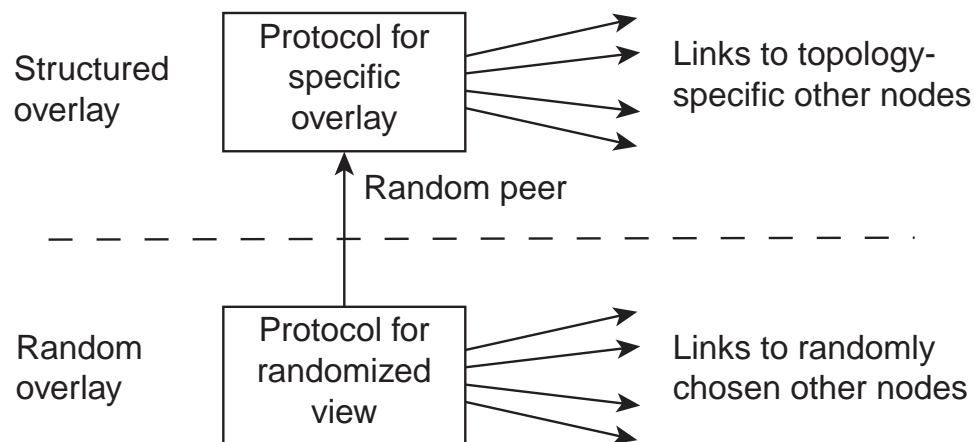 Structured
overlay
Protocol for
specific
overlay
Links to topology-
specific other nodes
Random peer
Random
overlay
Protocol for
randomized
view
Links to randomly
chosen other nodes